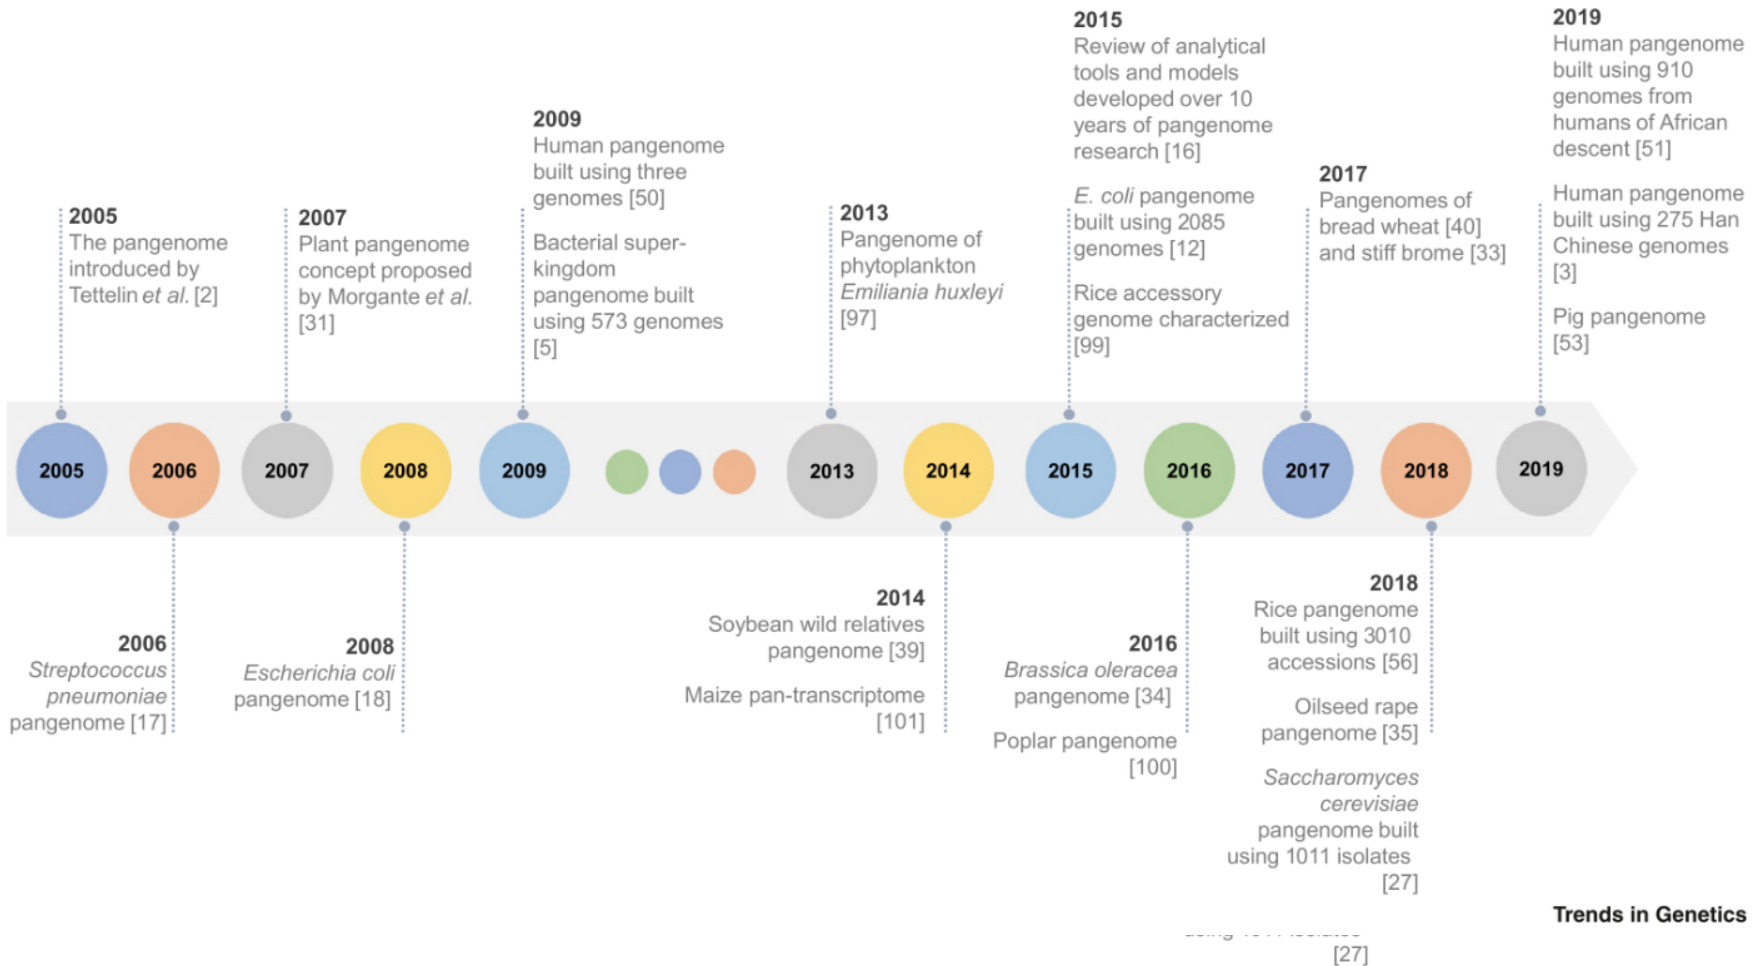 2005
The pangenome
introduced by
Tettelin et al. [2]
2007
Plant pangenome
concept proposed
by Morgante et al.
[31]
2009
Human pangenome
built using three
genomes [50]
Bacterial super-
kingdom
pangenome built
using 573 genomes
[5]
2013
Pangenome of
phytoplankton
Emiliania huxleyi
[97]
2015
Review of analytical
tools and models
developed over 10
years of pangenome
research [16]
E. coli pangenome
built using 2085
genomes [12]
Rice accessory
genome characterized
[99]
2017
Pangenomes of
bread wheat [40]
and stiff brome [33]
2019
Human pangenome
built using 910
genomes from
humans of African
descent [51]
Human pangenome
built using 275 Han
Chinese genomes
[3]
Pig pangenome
[53]
2005
2006
2007
2008
2009
2013
2014
2015
2016
2017
2018
2019
2006
Streptococcus
pneumoniae
pangenome [17]
2008
Escherichia coli
pangenome [18]
2014
Soybean wild relatives
pangenome [39]
Maize pan-transcriptome
[101]
2016
Brassica oleracea
pangenome [34]
Poplar pangenome
[100]
2018
Rice pangenome
built using 3010
accessions [56]
Oilseed rape
pangenome [35]
Saccharomyces
cerevisiae
pangenome built
using 1011 isolates
[27]
Trends in Genetics
[27]